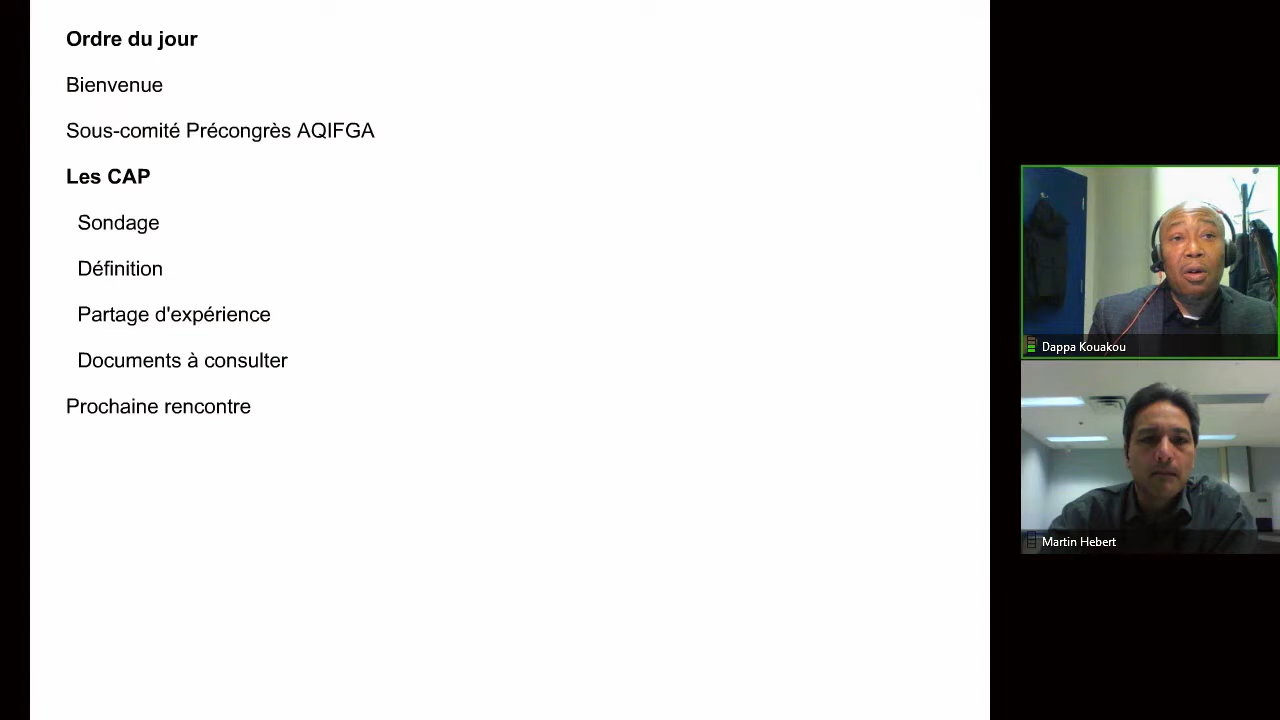 Ordre du jour
Bienvenue
Sous-comité Précongrès AQIFGA
Les CAP
Sondage
Définition
Partage d'expérience
Documents à consulter
Prochaine rencontre
Dappa Kouakou
Martin Hebert